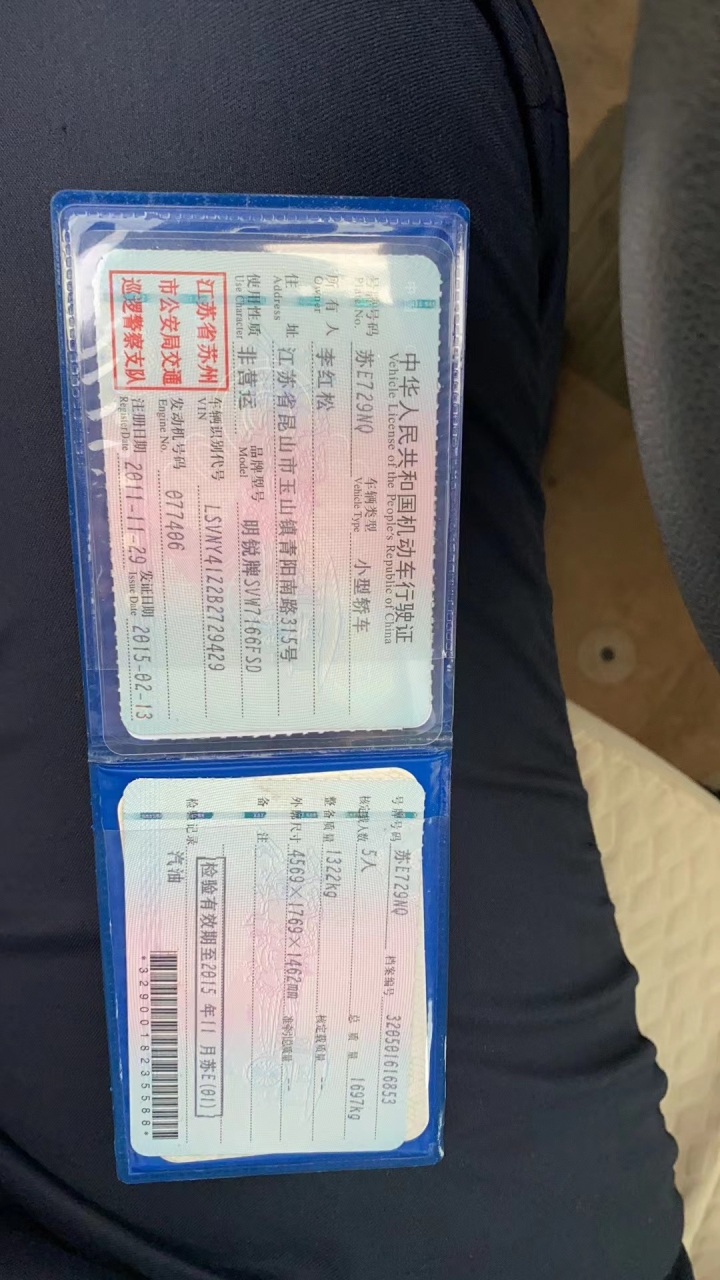 中华人民共和国机动车行驶证
Vehicle License of the People's Republic of China
号牌号码 苏E729NQ 车辆类型 小型轿车
Plate No. Vehicle Type
所有人 李红松
Owner
住址 江苏省昆山市玉山镇青阳南路315号
Address
使用性质 非营运 品牌型号 明锐牌SVW7166FSD
Use Character Model
江苏省苏州
市公安局交通
巡逻警察支队
车辆识别代号 LSVNY41Z2B2729429
VIN
发动机号码 077406
Engine No.
注册日期 2011-11-29 发证日期 2015-02-13
Register Date Issue Date
号牌号码 苏E729NQ 档案编号 320501616853
核定载人数 5人 总质量 1697kg
整备质量 1322kg 核定载质量 --
外廓尺寸 4569×1769×1462mm 准牵引总质量 --
备注
检验有效期至2015年11月苏E(01)
检验记录 汽油
*3290018235588*